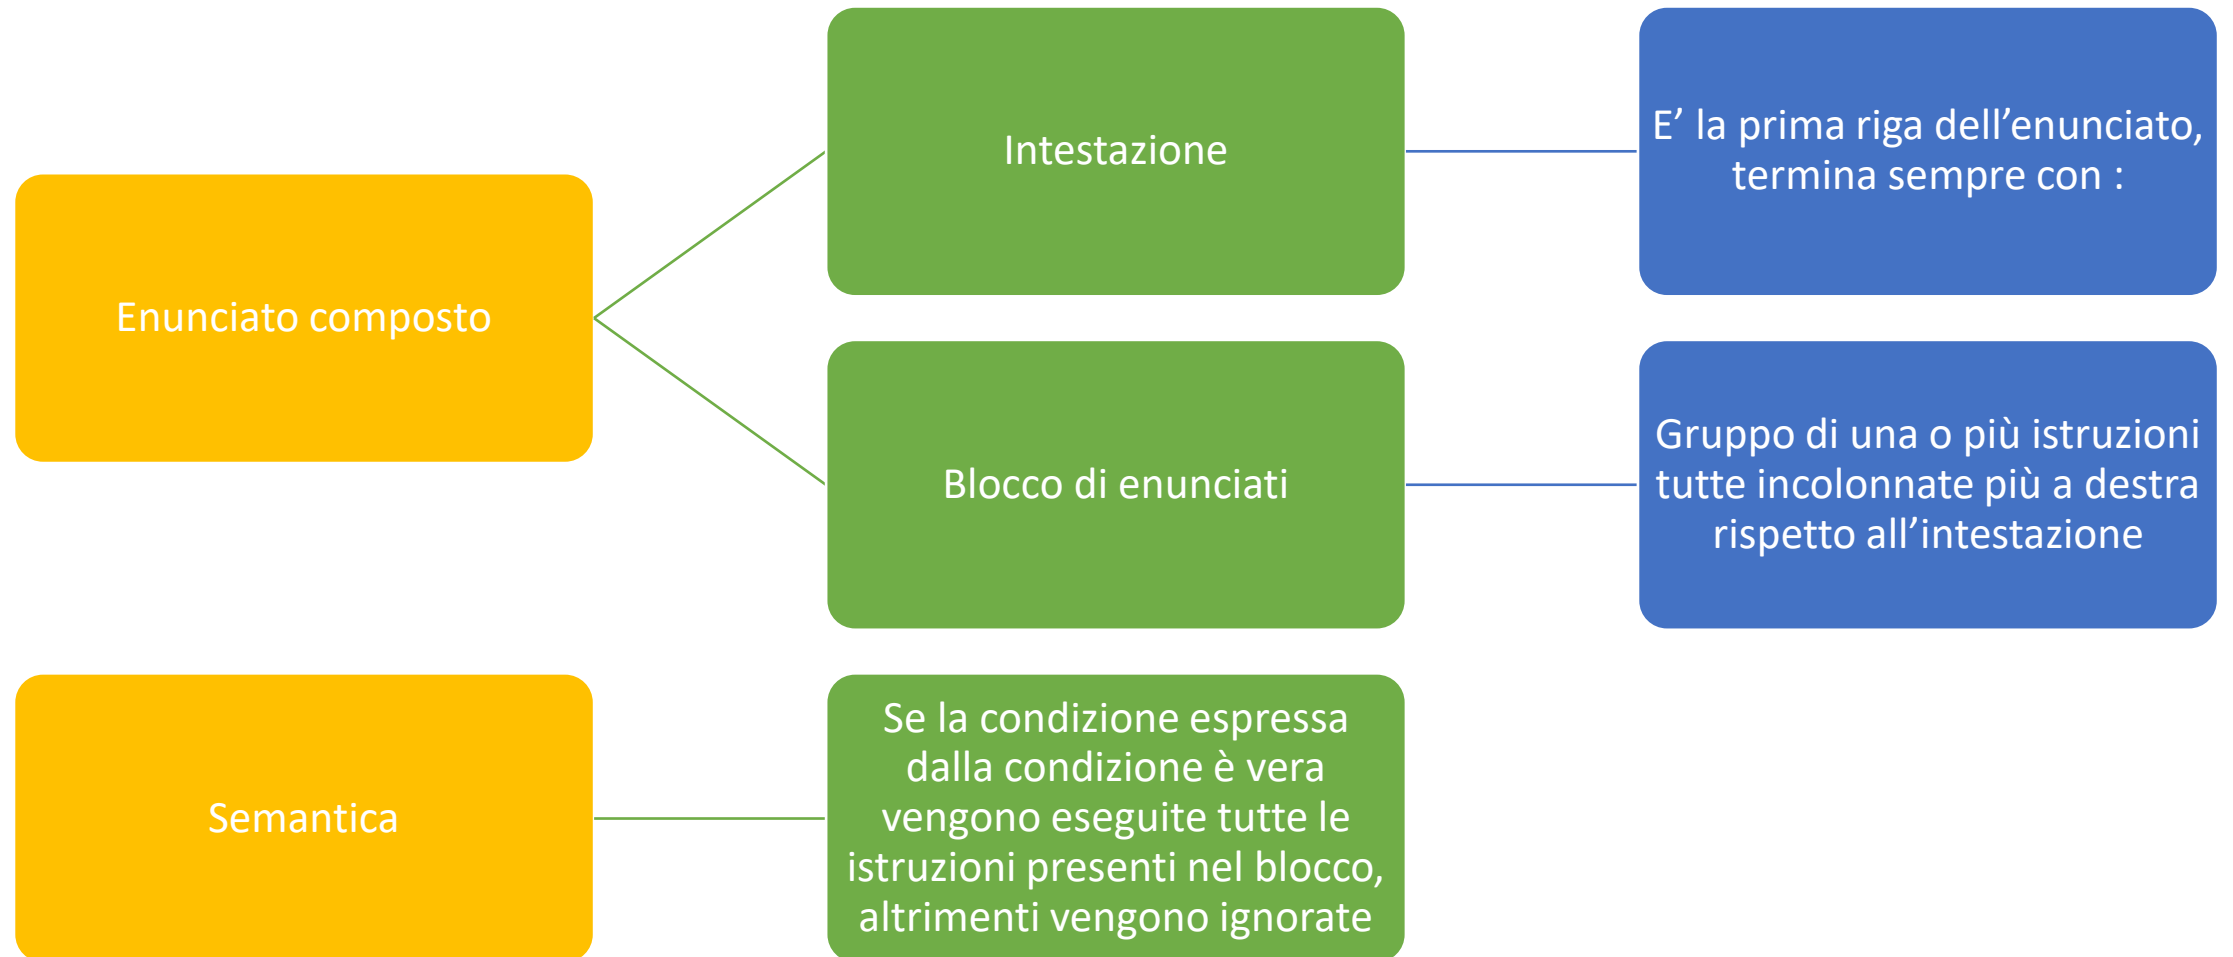 Enunciato composto
Intestazione
E’ la prima riga dell’enunciato,
termina sempre con :
Blocco di enunciati
Gruppo di una o più istruzioni
tutte incolonnate più a destra
rispetto all’intestazione
Semantica
Se la condizione espressa
dalla condizione è vera
vengono eseguite tutte le
istruzioni presenti nel blocco,
altrimenti vengono ignorate